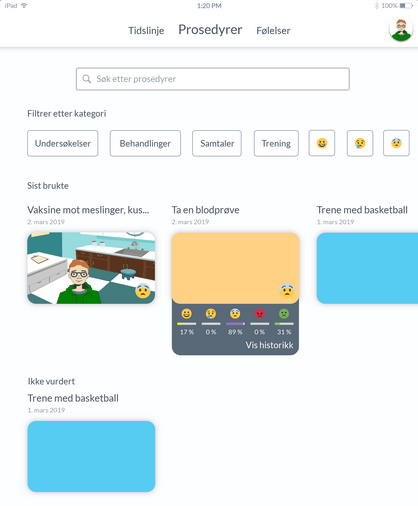 iPad 1:20 PM 100%
Tidslinje Prosedyrer Følelser
Søk etter prosedyrer
Filtrer etter kategori
Undersøkelser Behandlinger Samtaler Trening
Sist brukte
Vaksine mot meslinger, kus... Ta en blodprøve Trene med basketball
2. mars 2019 2. mars 2019 1. mars 2019
17 % 0 % 89 % 0 % 31 %
Vis historikk
Ikke vurdert
Trene med basketball
1. mars 2019